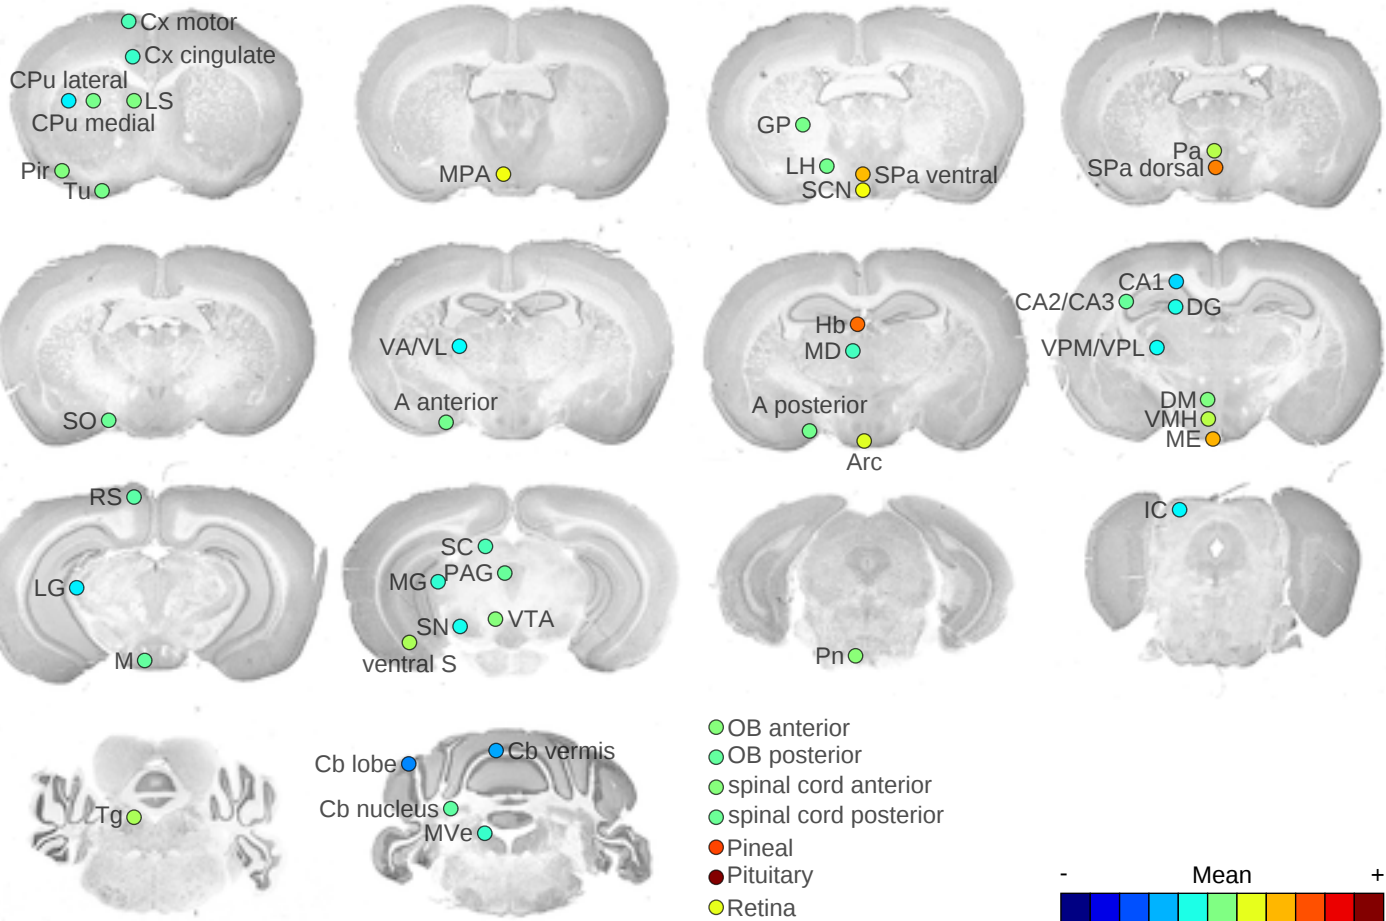 Cx motor
Cx cingulate
CPu lateral
LS
CPu medial
Pir
Tu
MPA
GP
LH
SPa ventral
SCN
Pa
SPa dorsal
SO
VA/VL
A anterior
Hb
MD
A posterior
Arc
CA1
CA2/CA3
DG
VPM/VPL
DM
VMH
ME
RS
LG
M
SC
PAG
MG
VTA
SN
ventral S
Pn
IC
Tg
Cb lobe
Cb vermis
Cb nucleus
MVe
OB anterior
OB posterior
spinal cord anterior
spinal cord posterior
Pineal
Pituitary
Retina
- Mean +